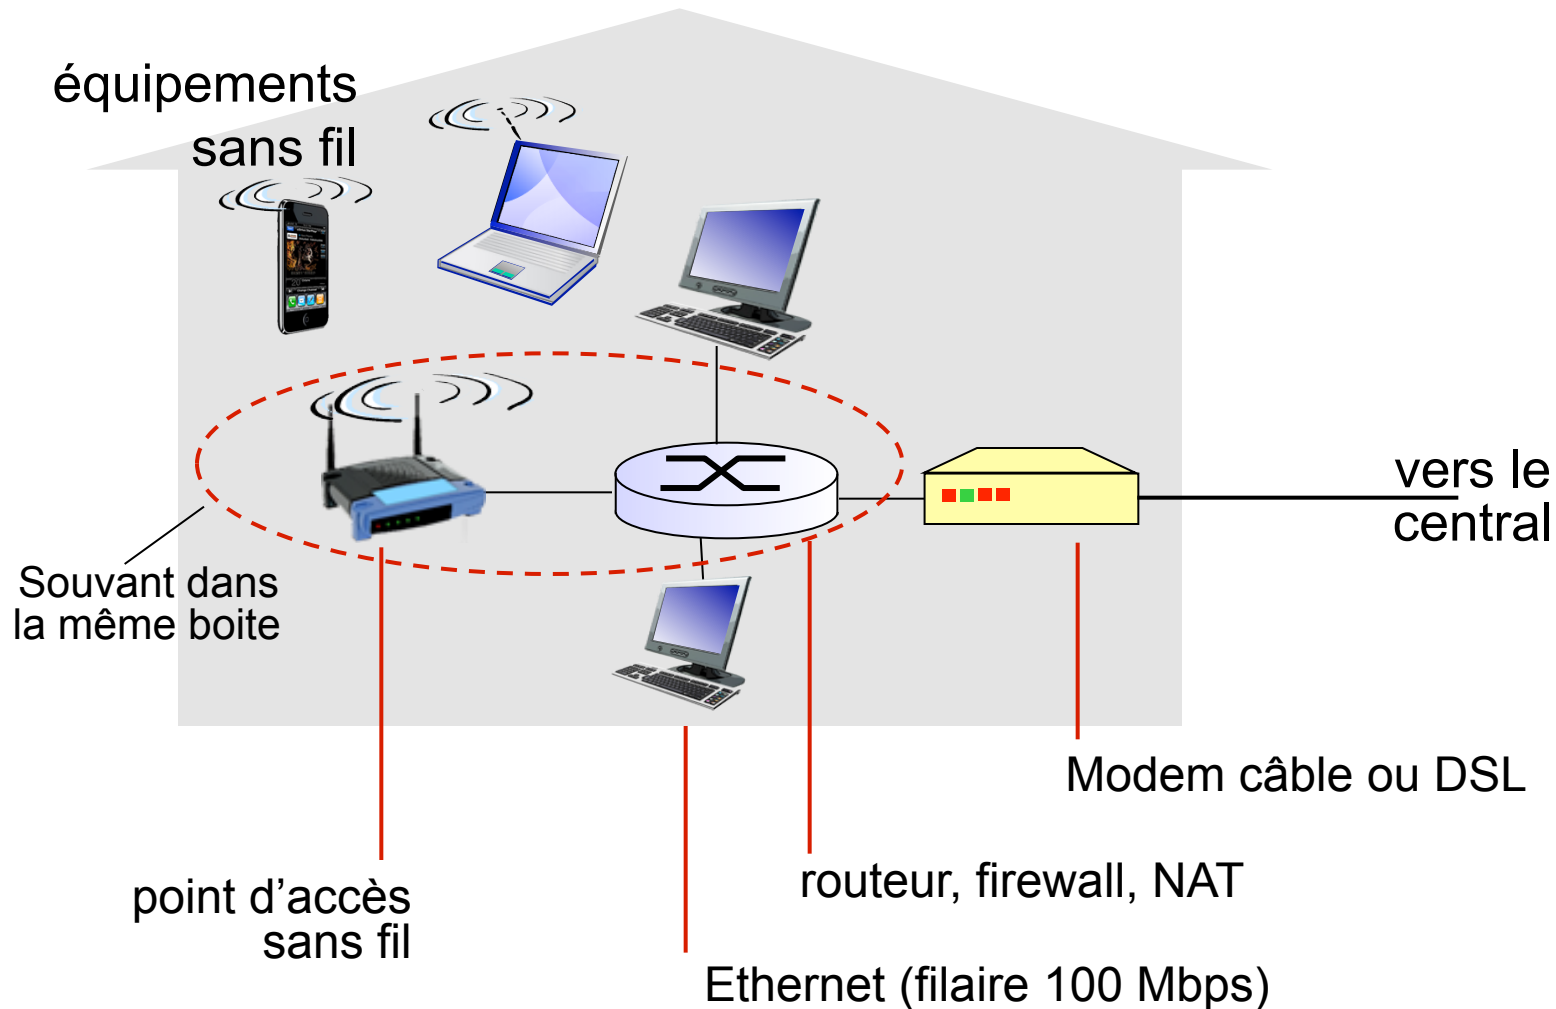 équipements
sans fil
vers le
central
Souvant dans
la même boite
Modem câble ou DSL
routeur, firewall, NAT
point d’accès
sans fil
Ethernet (filaire 100 Mbps)